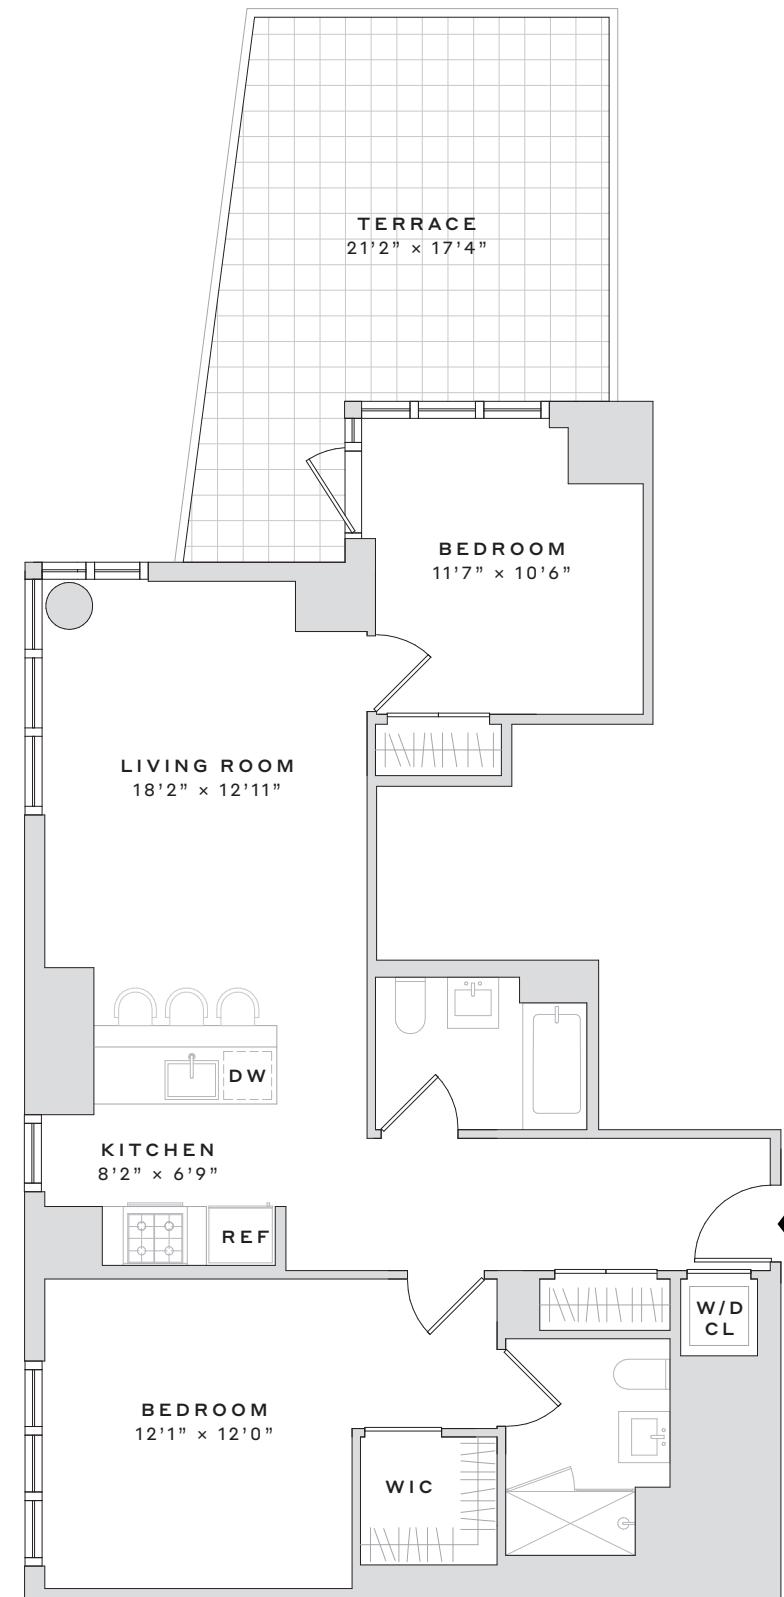 TERRACE
21’2” × 17’4”
BEDROOM
11’7” × 10’6”
LIVING ROOM
18’2” × 12’11”
DW
KITCHEN
8’2” × 6’9”
REF
W/D
CL
BEDROOM
12’1” × 12’0”
WIC